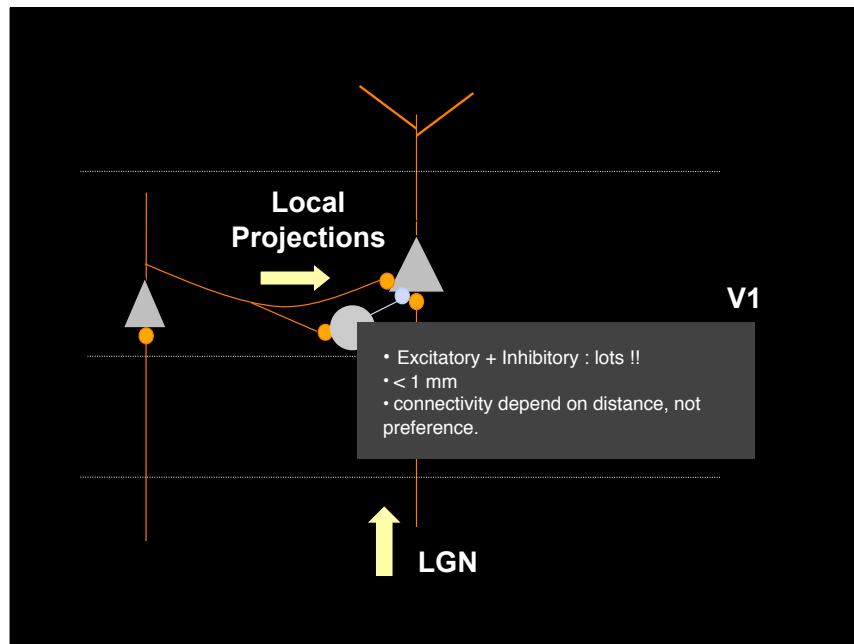 Local
Projections
V1
• Excitatory + Inhibitory : lots !!
• < 1 mm
• connectivity depend on distance, not
preference.
LGN